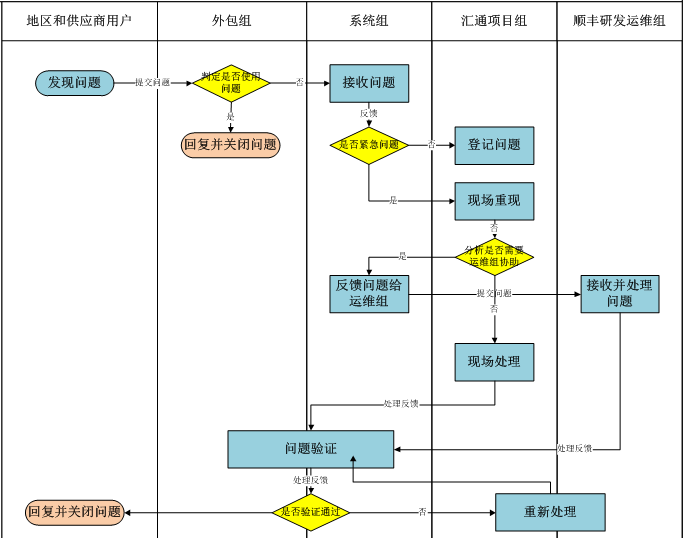 地区和供应商用户
外包组
系统组
汇通项目组
顺丰研发运维组
发现问题
提交问题
判定是否使用
问题
否
接收问题
是
反馈
回复并关闭问题
是否紧急问题
否
登记问题
是
现场重现
否
分析是否需要
运维组协助
是
反馈问题给
运维组
提交问题
接收并处理
问题
否
现场处理
处理反馈
问题验证
处理反馈
处理反馈
回复并关闭问题
是否验证通过
否
重新处理